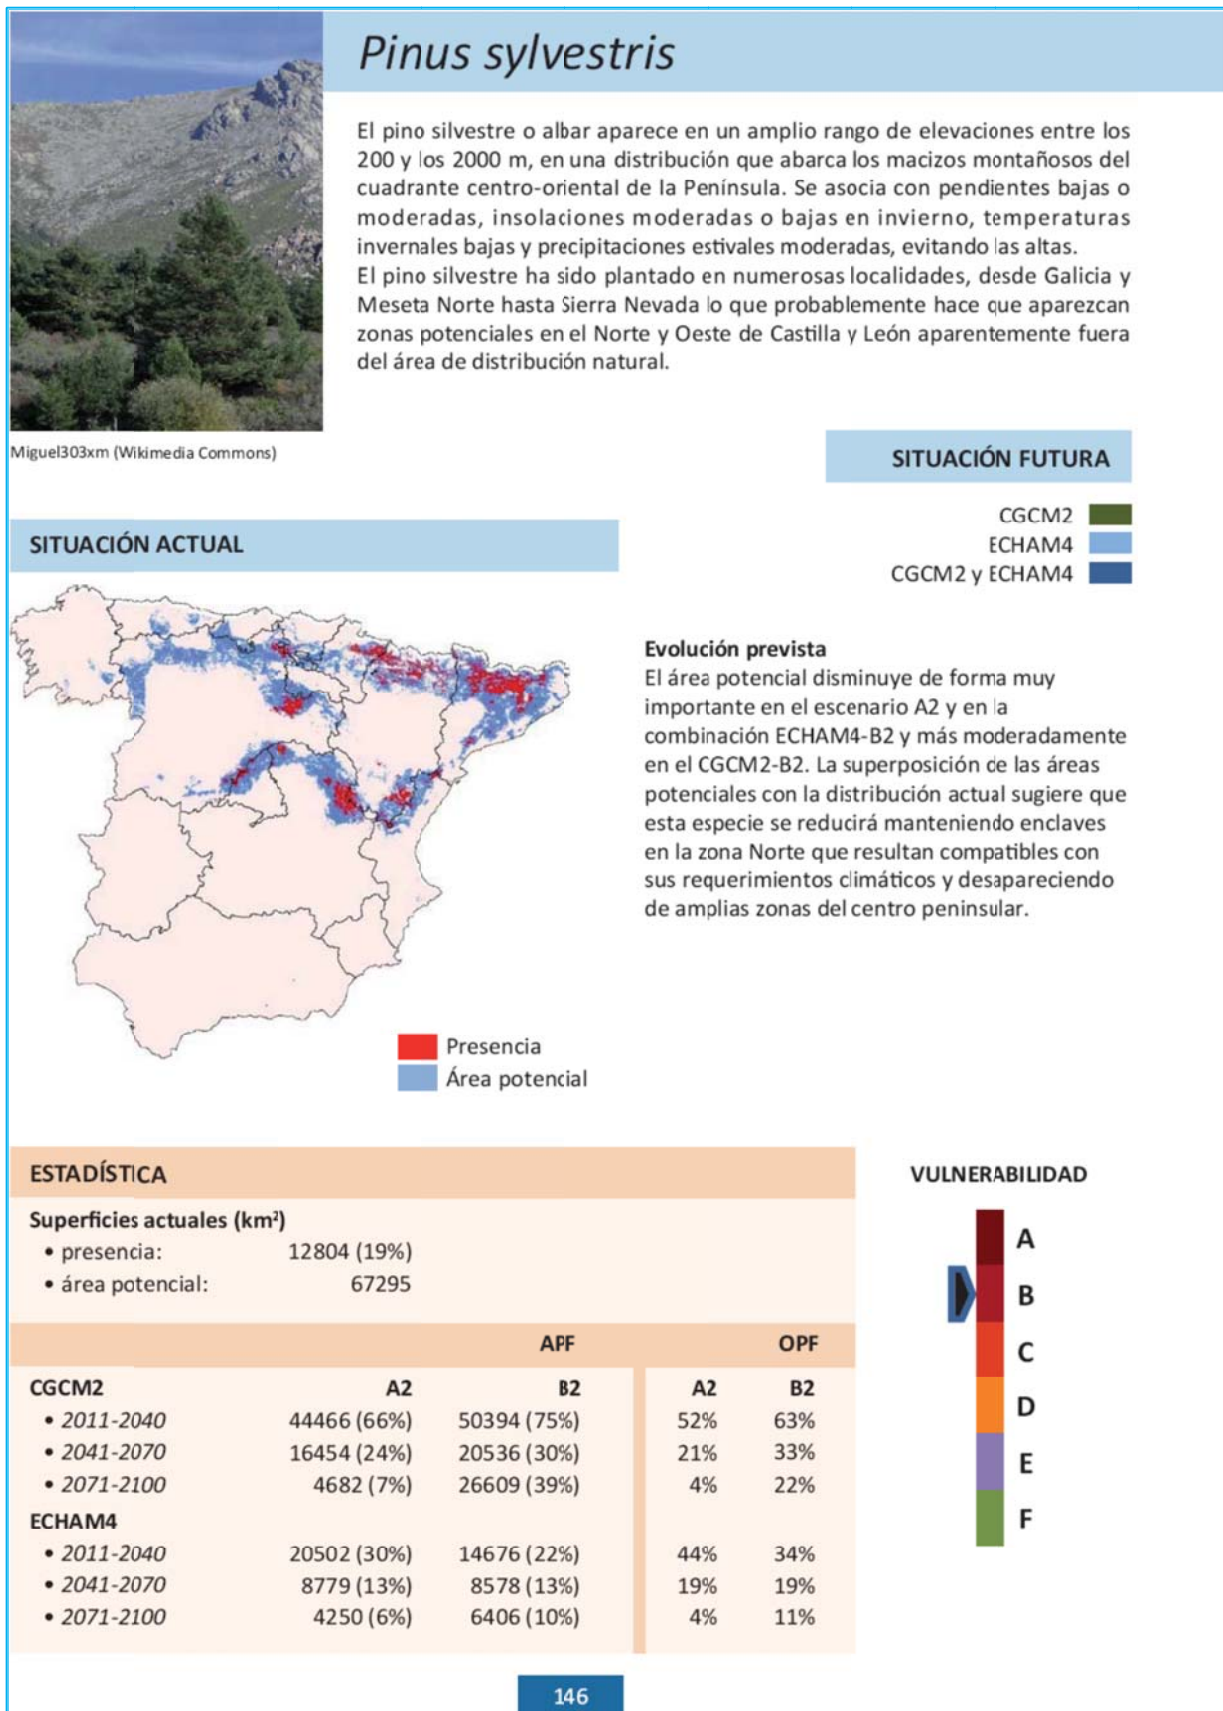 Pinus sylvestris
El pino silvestre o albar aparece en un amplio rango de elevaciones entre los
200 y los 2000 m, en una distribución que abarca los macizos montañosos del
cuadrante centro-oriental de la Península. Se asocia con pendientes bajas o
moderadas, insolaciones moderadas o bajas en invierno, temperaturas
invernales bajas y precipitaciones estivales moderadas, evitando las altas.
El pino silvestre ha sido plantado en numerosas localidades, desde Galicia y
Meseta Norte hasta Sierra Nevada lo que probablemente hace que aparezcan
zonas potenciales en el Norte y Oeste de Castilla y León aparentemente fuera
del área de distribución natural.
Miguel303xm (Wikimedia Commons)
SITUACIÓN FUTURA
CGCM2
ECHAM4
CGCM2 y ECHAM4
SITUACIÓN ACTUAL
Presencia
Área potencial
Evolución prevista
El área potencial disminuye de forma muy
importante en el escenario A2 y en la
combinación ECHAM4-B2 y más moderadamente
en el CGCM2-B2. La superposición de las áreas
potenciales con la distribución actual sugiere que
esta especie se reducirá manteniendo enclaves
en la zona Norte que resultan compatibles con
sus requerimientos climáticos y desapareciendo
de amplias zonas del centro peninsular.
ESTADÍSTICA
Superficies actuales (km²)
• presencia: 12804 (19%)
• área potencial: 67295
APF OPF
CGCM2 A2 B2 A2 B2
• 2011-2040 44466 (66%) 50394 (75%) 52% 63%
• 2041-2070 16454 (24%) 20536 (30%) 21% 33%
• 2071-2100 4682 (7%) 26609 (39%) 4% 22%
ECHAM4
• 2011-2040 20502 (30%) 14676 (22%) 44% 34%
• 2041-2070 8779 (13%) 8578 (13%) 19% 19%
• 2071-2100 4250 (6%) 6406 (10%) 4% 11%
VULNERABILIDAD
A
B
C
D
E
F
146